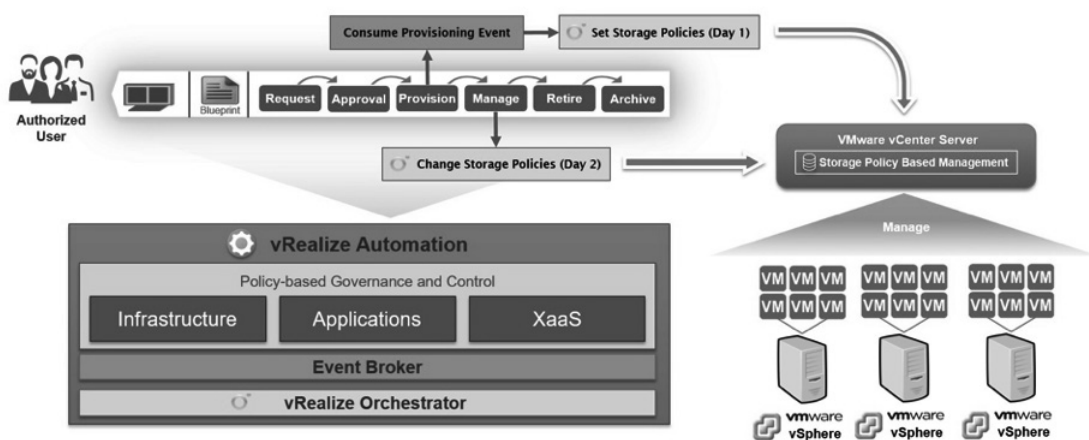 Consume Provisioning Event
Set Storage Policies (Day 1)
Authorized
User
Blueprint
Request
Approval
Provision
Manage
Retire
Archive
Change Storage Policies (Day 2)
VMware vCenter Server
Storage Policy Based Management
Manage
vRealize Automation
Policy-based Governance and Control
Infrastructure
Applications
XaaS
Event Broker
vRealize Orchestrator
VM VM VM VM VM VM VM VM VM
VM VM VM VM VM VM VM VM VM
vmware vmware vmware
vSphere vSphere vSphere